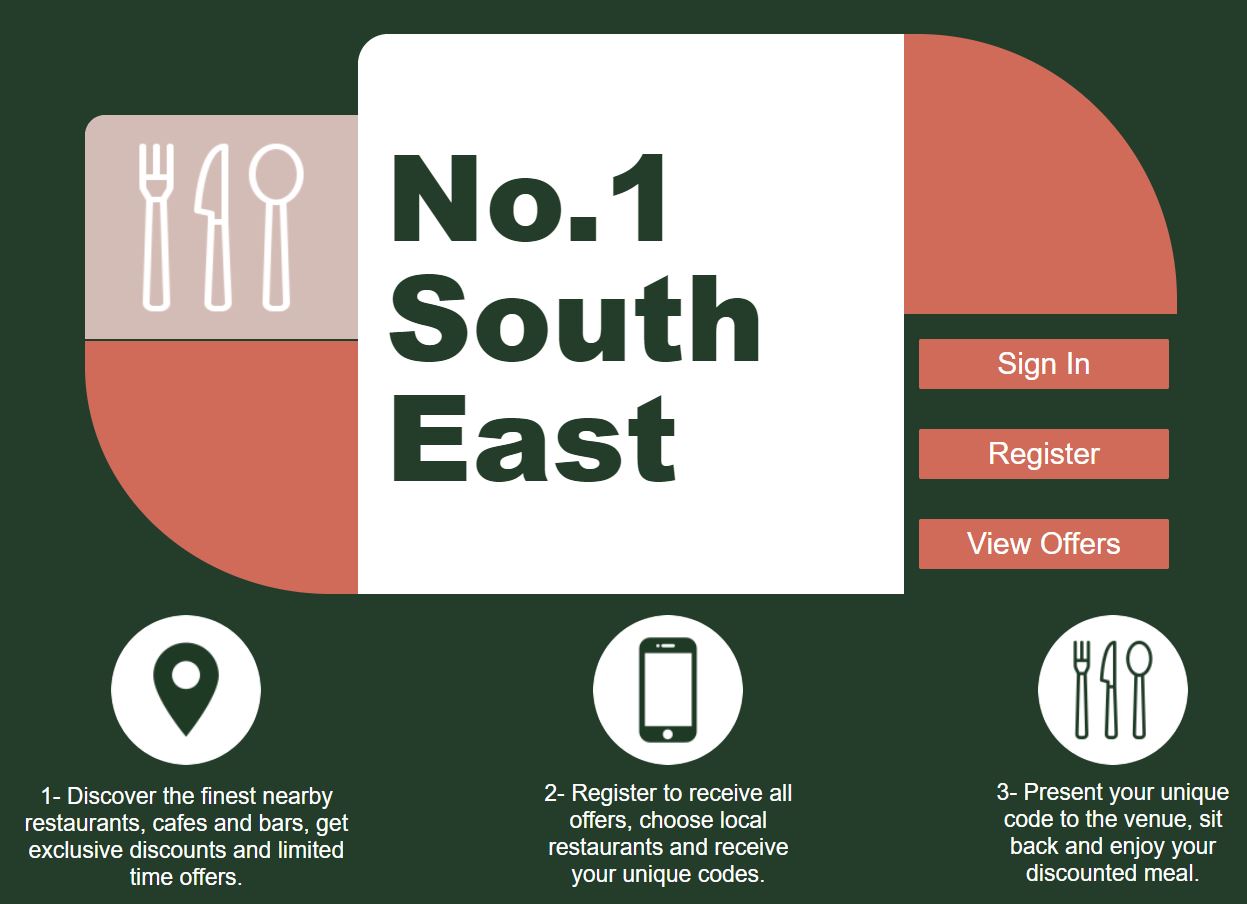 No.1
South
East
Sign In
Register
View Offers
1- Discover the finest nearby
restaurants, cafes and bars, get
exclusive discounts and limited
time offers.
2- Register to receive all
offers, choose local
restaurants and receive
your unique codes.
3- Present your unique
code to the venue, sit
back and enjoy your
discounted meal.